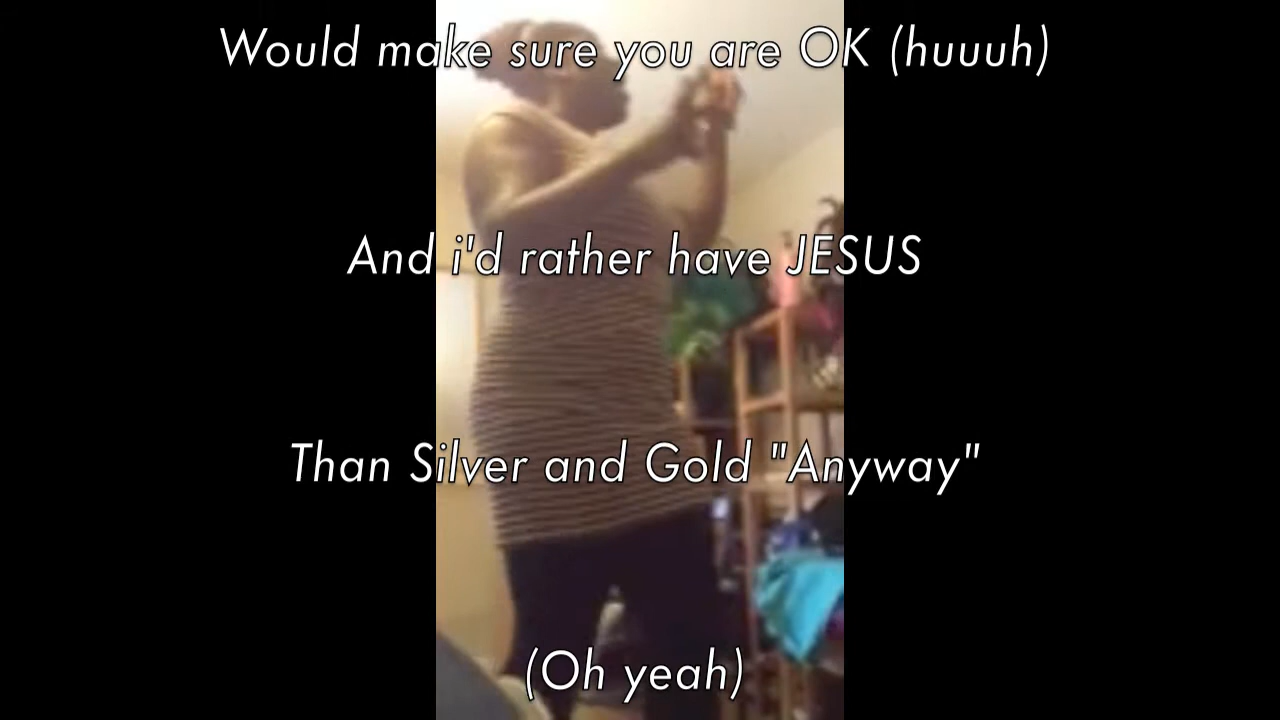 Would make sure you are OK (huuuh)
And i'd rather have JESUS
Than Silver and Gold "Anyway"
(Oh yeah)